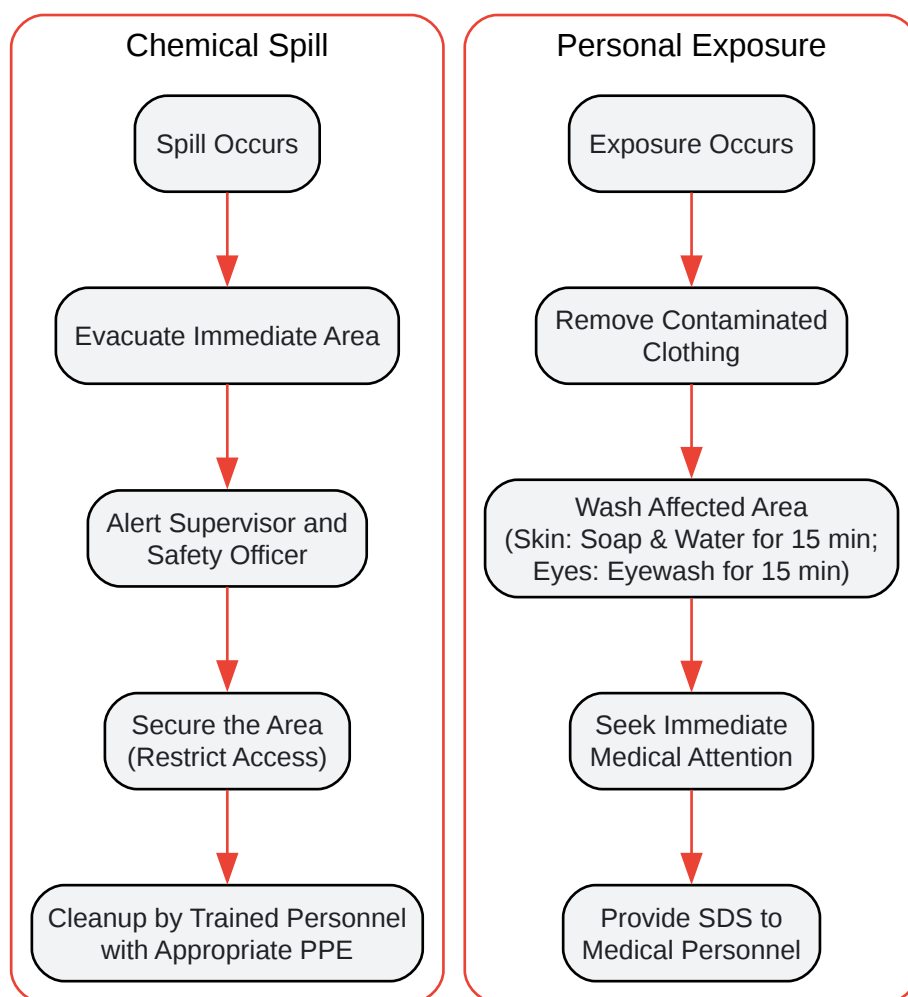 Chemical Spill
Spill Occurs
Evacuate Immediate Area
Alert Supervisor and
Safety Officer
Secure the Area
(Restrict Access)
Cleanup by Trained Personnel
with Appropriate PPE
Personal Exposure
Exposure Occurs
Remove Contaminated
Clothing
Wash Affected Area
(Skin: Soap & Water for 15 min;
Eyes: Eyewash for 15 min)
Seek Immediate
Medical Attention
Provide SDS to
Medical Personnel